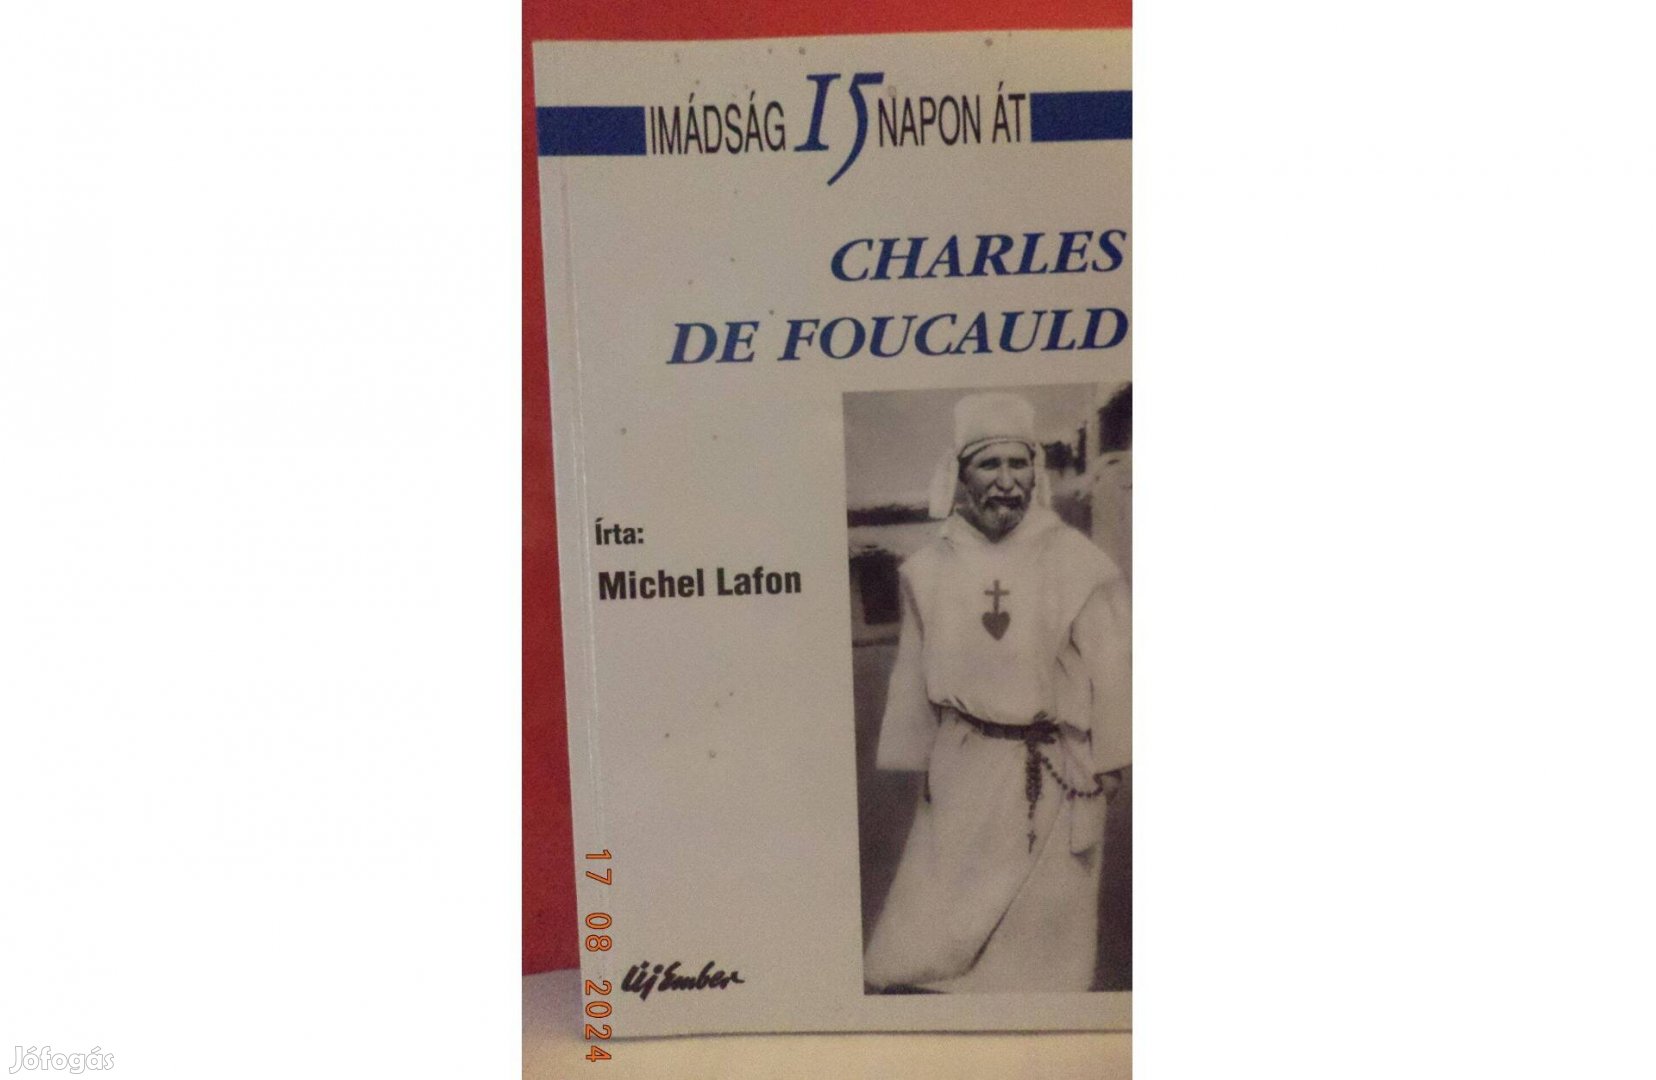 IMÁDSÁG 15 NAPON ÁT
CHARLES
DE FOUCAULD
Írta:
Michel Lafon
Új Ember
17 08 2024
Jófogás